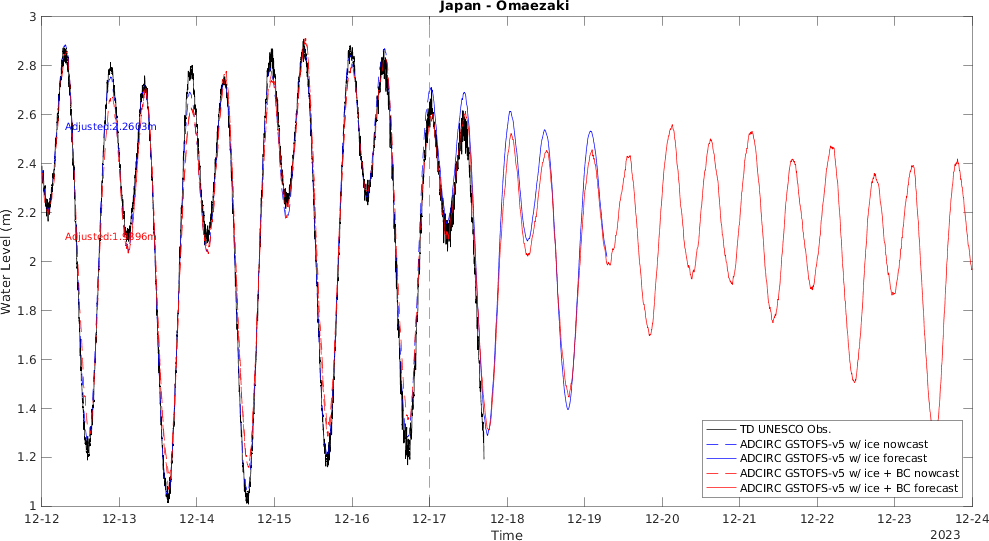 Japan - Omaezaki
3
2.8
2.6
2.4
2.2
2
1.8
1.6
1.4
1.2
1
Water Level (m)
Adjusted:2.2603m
TD UNESCO Obs.
ADCIRC GSTOFS-v5 w/ ice nowcast
ADCIRC GSTOFS-v5 w/ ice forecast
ADCIRC GSTOFS-v5 w/ ice + BC nowcast
ADCIRC GSTOFS-v5 w/ ice + BC forecast
12-12 12-13 12-14 12-15 12-16 12-17 12-18 12-19 12-20 12-21 12-22 12-23 12-24
Time
2023